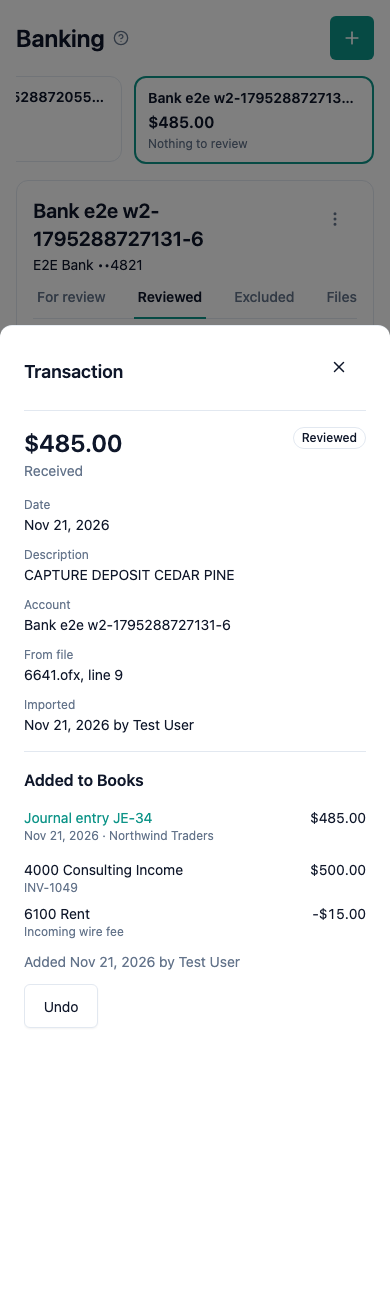 Banking
528872055...
Bank e2e w2-179528872713...
$485.00
Nothing to review
Bank e2e w2-
1795288727131-6
E2E Bank ••4821
For review
Reviewed
Excluded
Files
Transaction
$485.00
Reviewed
Received
Date
Nov 21, 2026
Description
CAPTURE DEPOSIT CEDAR PINE
Account
Bank e2e w2-1795288727131-6
From file
6641.ofx, line 9
Imported
Nov 21, 2026 by Test User
Added to Books
Journal entry JE-34
$485.00
Nov 21, 2026 · Northwind Traders
4000 Consulting Income
$500.00
INV-1049
6100 Rent
-$15.00
Incoming wire fee
Added Nov 21, 2026 by Test User
Undo